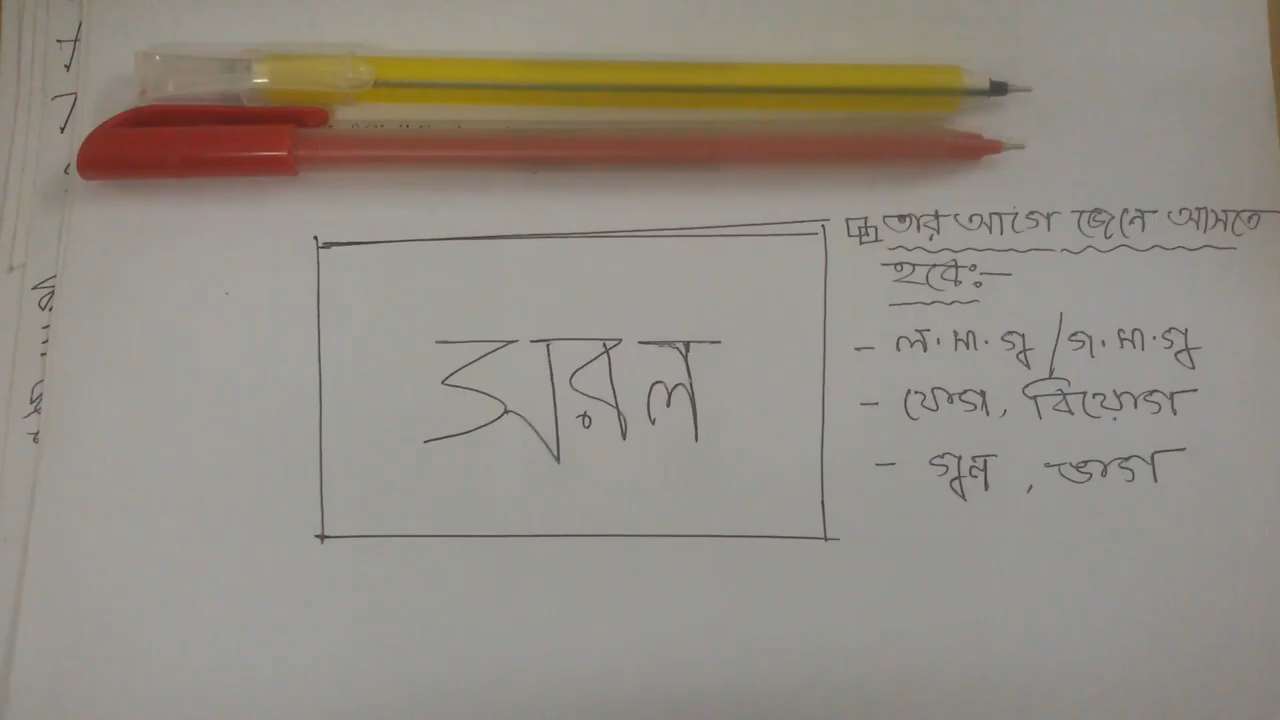 সরল
তার আগে জেনে আসতে
হবেঃ-
- ল.সা.গু / গ.সা.গু
- যোগ, বিয়োগ
- গুন, ভাগ